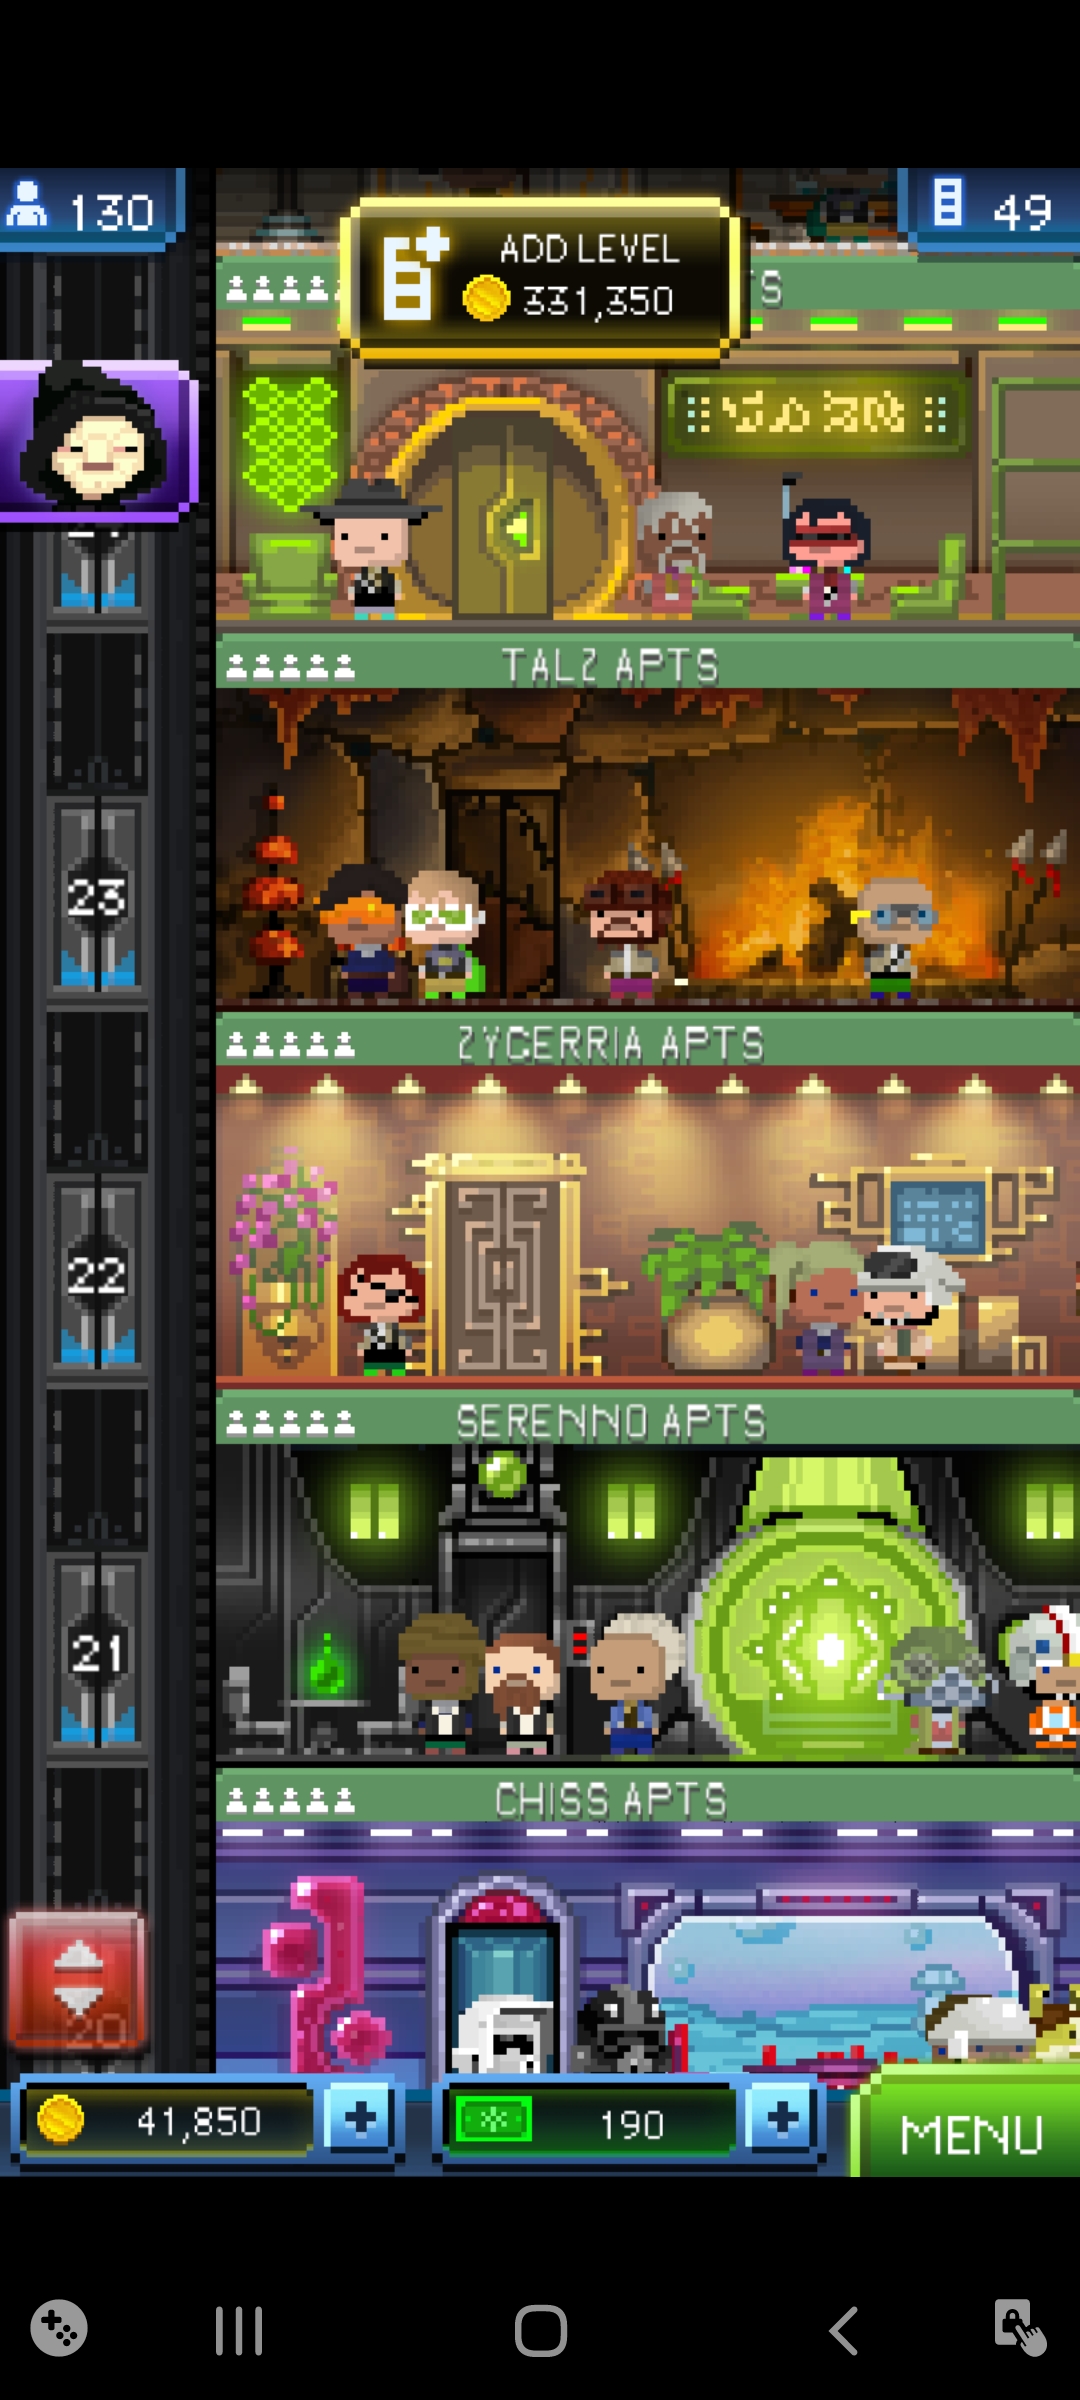 130
49
ADD LEVEL
331,350
TALZ APTS
23
ZYCERRIA APTS
22
SERENNO APTS
21
CHISS APTS
20
41,850
190
MENU